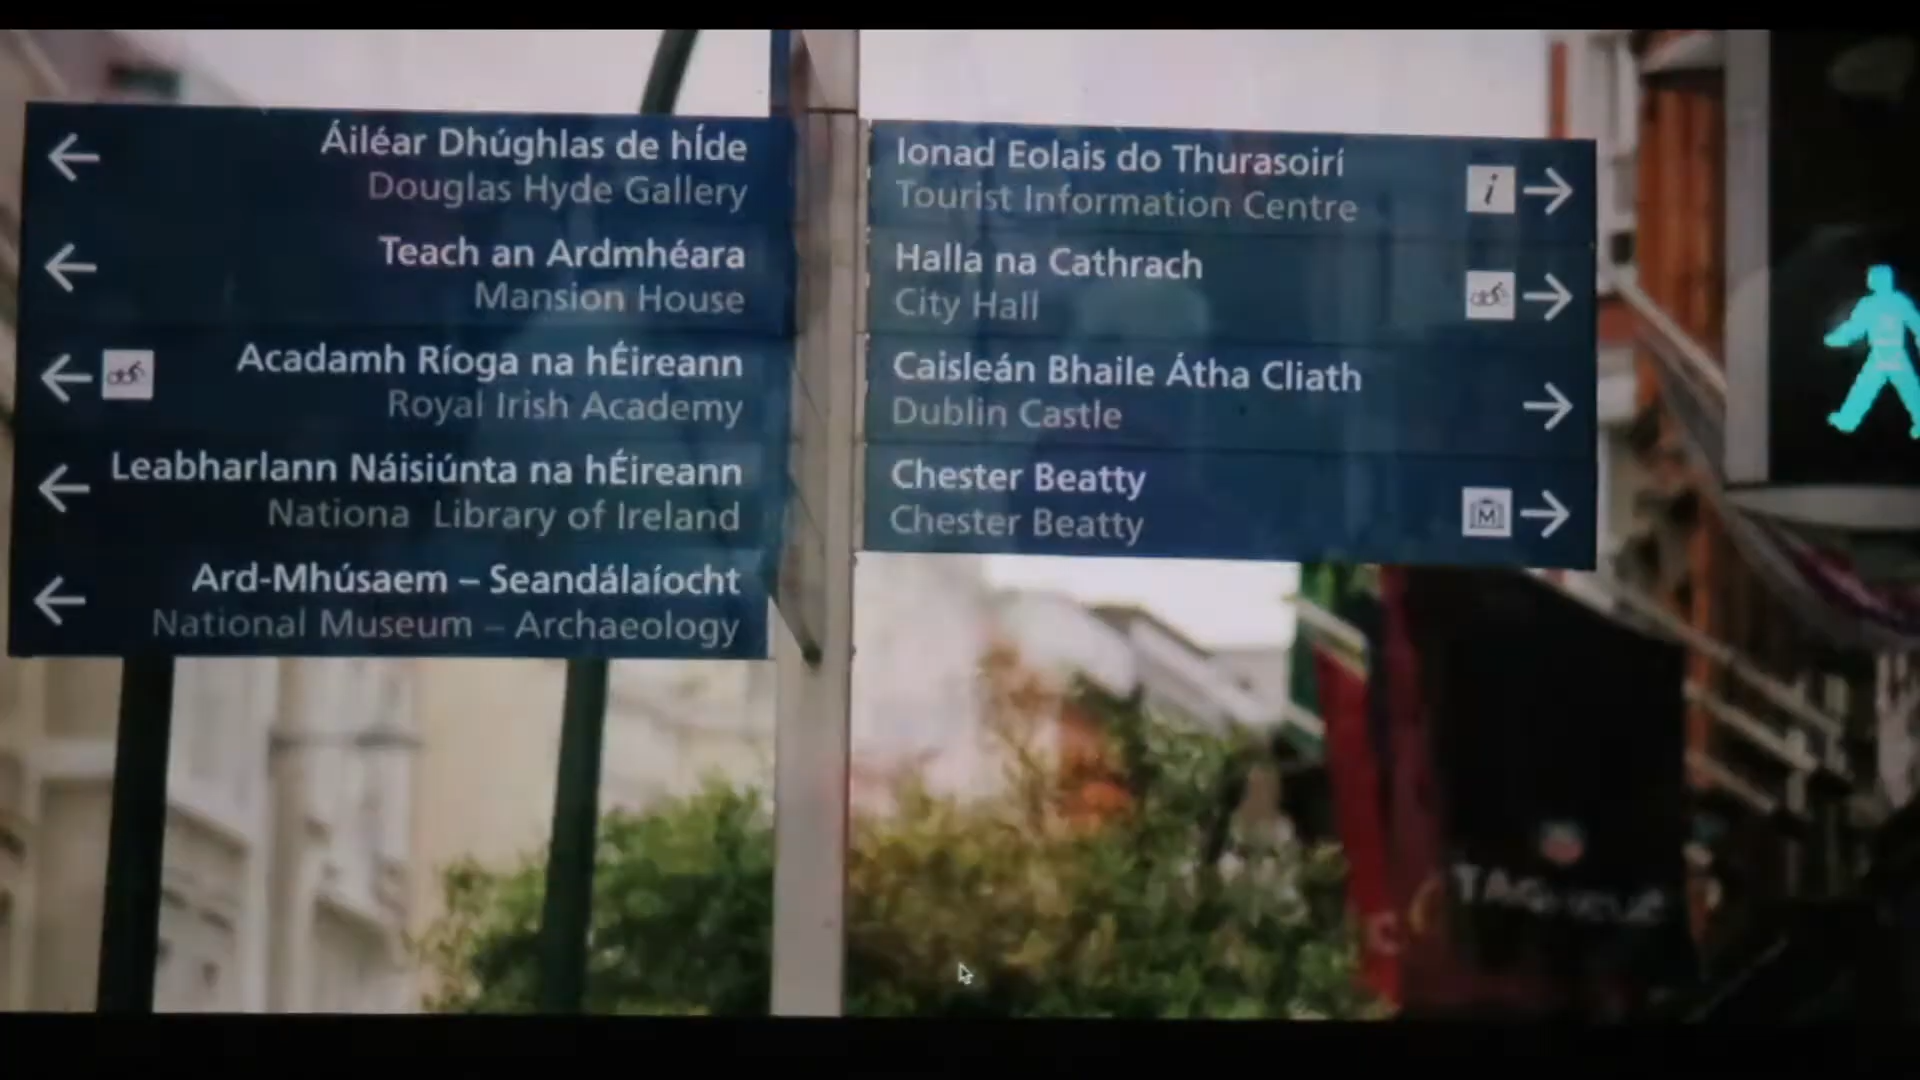 Áiléar Dhúghlas de hÍde
Douglas Hyde Gallery
Teach an Ardmhéara
Mansion House
Acadamh Ríoga na hÉireann
Royal Irish Academy
Leabharlann Náisiúnta na hÉireann
Nationa Library of Ireland
Ard-Mhúsaem – Seandálaíocht
National Museum – Archaeology
Ionad Eolais do Thurasoirí
Tourist Information Centre
i
Halla na Cathrach
City Hall
Caisleán Bhaile Átha Cliath
Dublin Castle
Chester Beatty
Chester Beatty
M
TAGHeuer